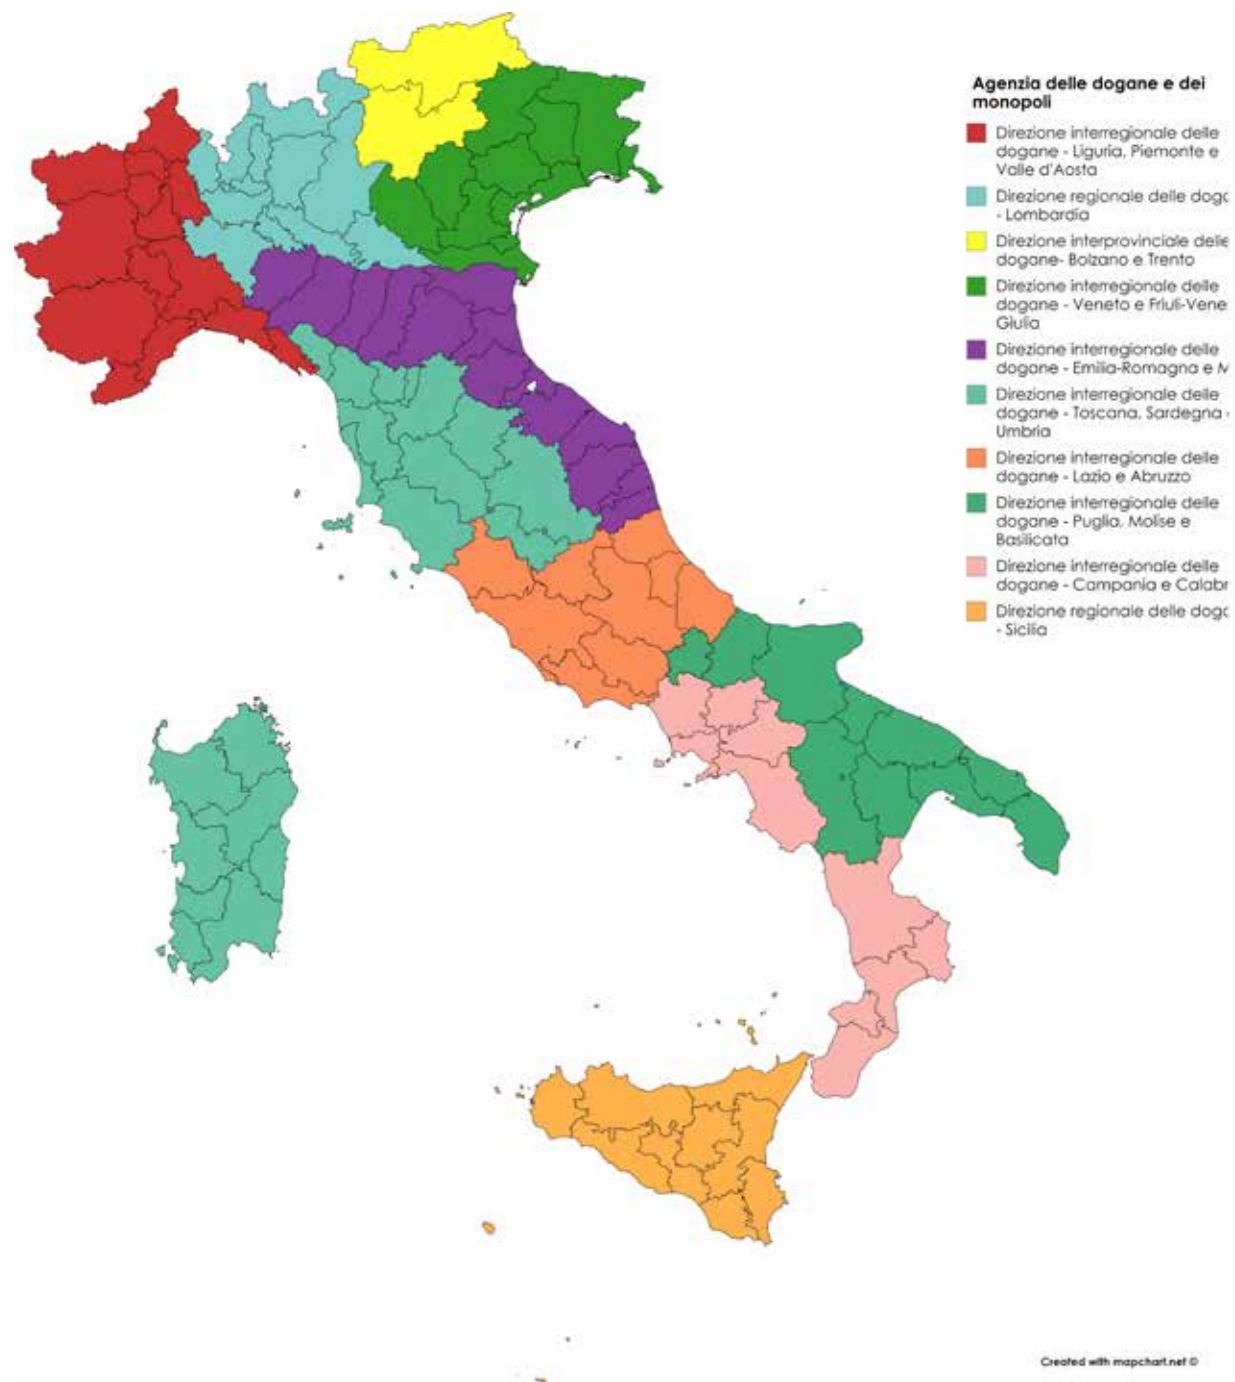 Agenzia delle dogane e dei
monopoli
Direzione interregionale delle
dogane - Liguria, Piemonte e
Valle d'Aosta
Direzione regionale delle dogc
- Lombardia
Direzione interprovinciale delle
dogane- Bolzano e Trento
Direzione interregionale delle
dogane - Veneto e Friuli-Vene
Giulia
Direzione interregionale delle
dogane - Emilia-Romagna e M
Direzione interregionale delle
dogane - Toscana, Sardegna
Umbria
Direzione interregionale delle
dogane - Lazio e Abruzzo
Direzione interregionale delle
dogane - Puglia, Molise e
Basilicata
Direzione interregionale delle
dogane - Campania e Calabr
Direzione regionale delle dogc
- Sicilia
Created with mapchart.net ©